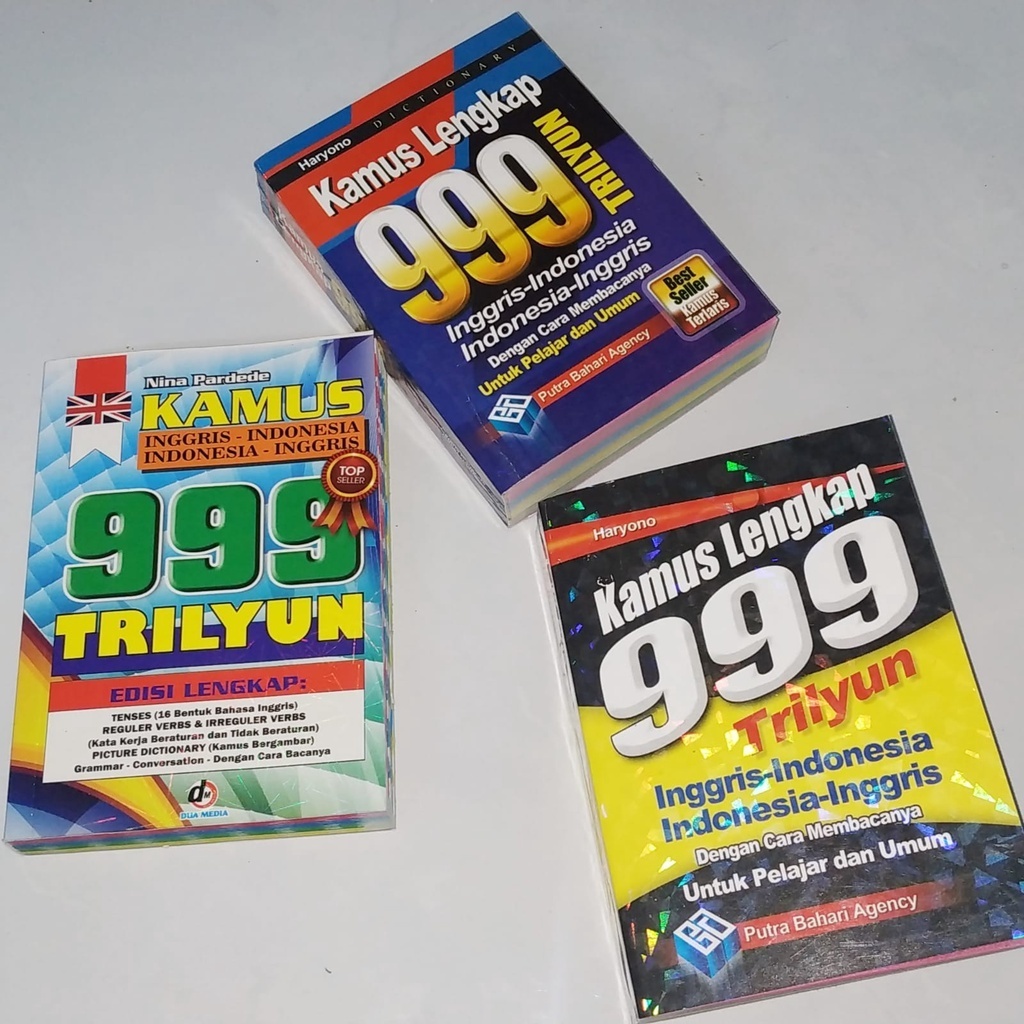 Haryono
DICTIONARY
Kamus Lengkap
999
TRILYUN
Inggris-Indonesia
Indonesia-Inggris
Dengan Cara Membacanya
Untuk Pelajar dan Umum
Best
Seller
Kamus
Terlaris
Putra Bahari Agency
Nina Pardede
KAMUS
INGGRIS - INDONESIA
INDONESIA - INGGRIS
TOP
SELLER
999
TRILYUN
EDISI LENGKAP:
TENSES (16 Bentuk Bahasa Inggris)
REGULER VERBS & IRREGULER VERBS
(Kata Kerja Beraturan dan Tidak Beraturan)
PICTURE DICTIONARY (Kamus Bergambar)
Grammar - Conversation - Dengan Cara Bacanya
dM
DUA MEDIA
Haryono
Kamus Lengkap
999
Trilyun
Inggris-Indonesia
Indonesia-Inggris
Dengan Cara Membacanya
Untuk Pelajar dan Umum
Putra Bahari Agency